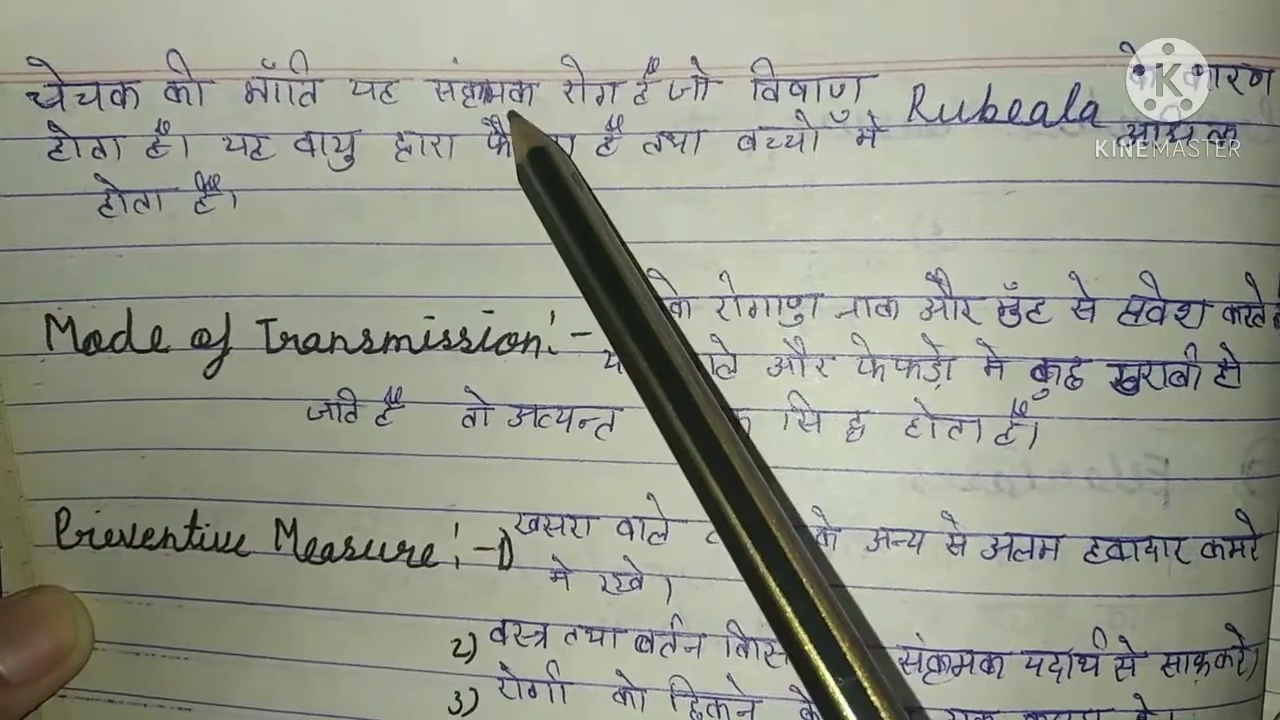 चेचक की भाँति यह संक्रामक रोग है जो विषाणु Rubeala के कारण
होता है। यह वायु द्वारा है तथा बच्चों में अधिक
होता है।
Mode of Transmission:- के रोगाणु नाक और मुँह से प्रवेश करते
और फेफड़ो मे कुछ खराबी हो
जाते है तो अत्यन्त सिद्ध होता है।
Preventive Measure:-1) खसरा वाले को अन्य से अलग हवादार कमरे
मे रखे।
2) वस्त्र तथा बर्तन संक्रामक पदार्थ से साफ़ करे।
3) रोगी को छिकने के
KINEMASTER